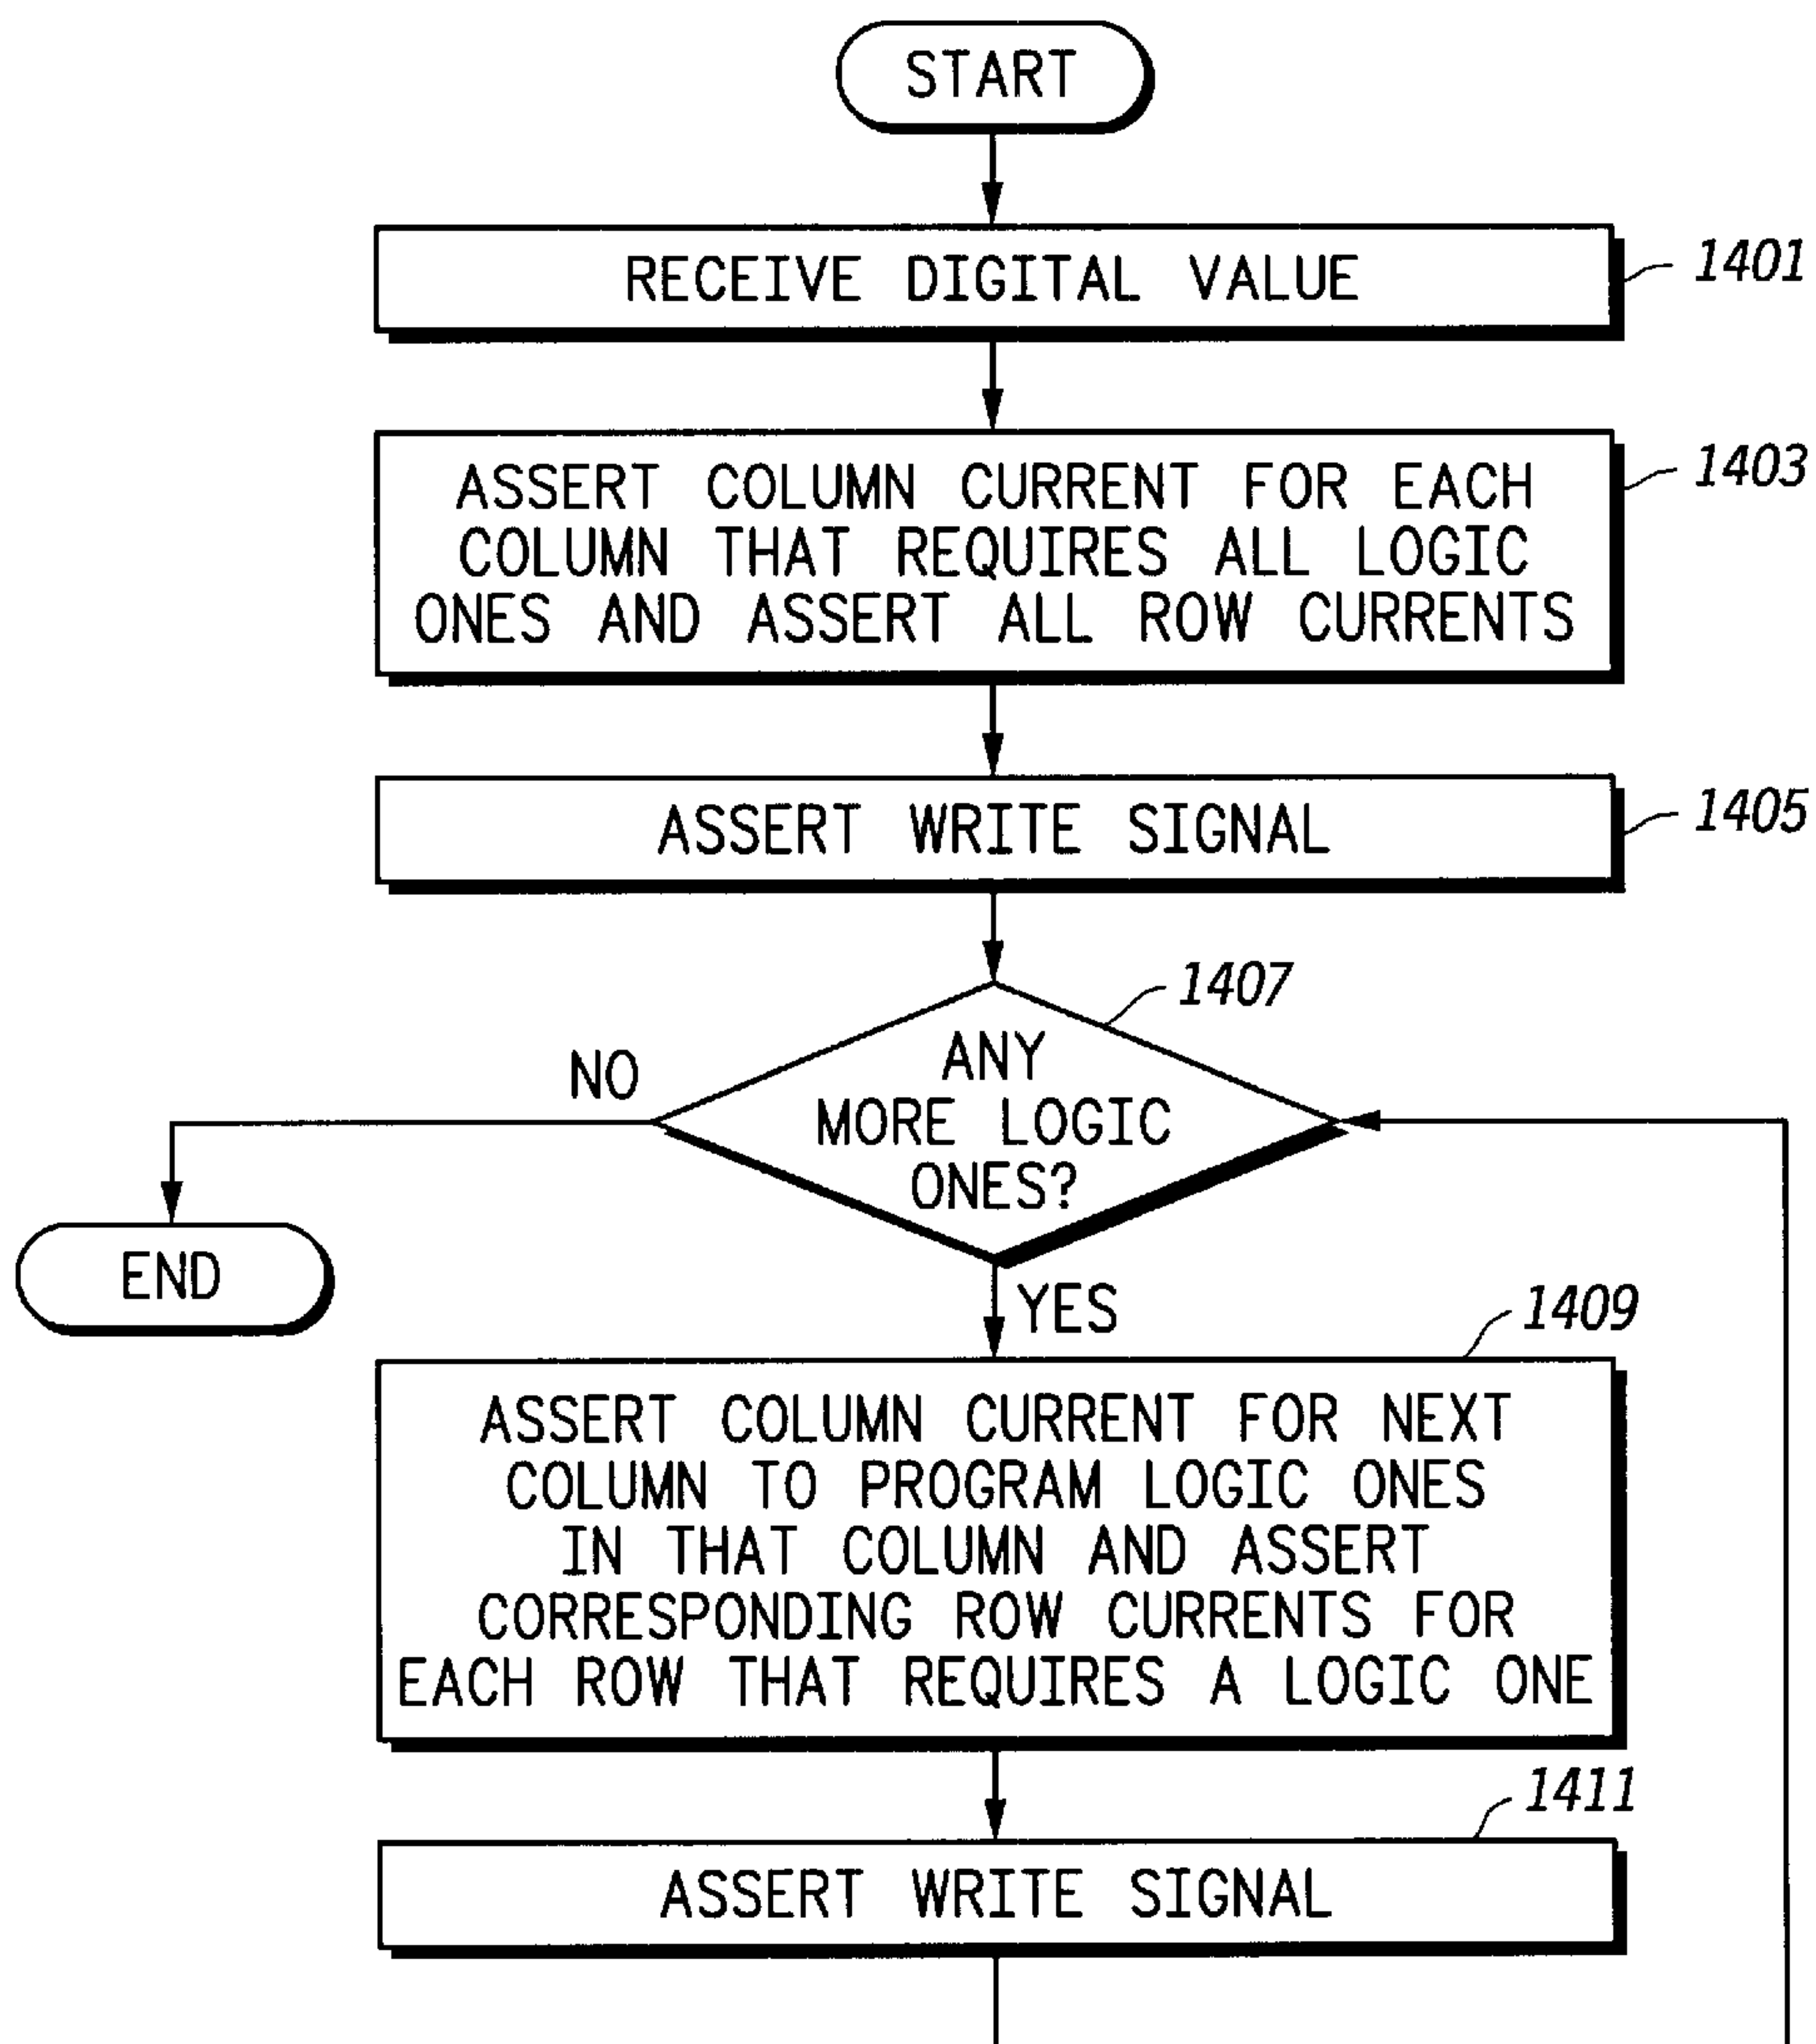 START
RECEIVE DIGITAL VALUE
1401
ASSERT COLUMN CURRENT FOR EACH
COLUMN THAT REQUIRES ALL LOGIC
ONES AND ASSERT ALL ROW CURRENTS
1403
ASSERT WRITE SIGNAL
1405
1407
ANY
MORE LOGIC
ONES?
NO
END
YES
1409
ASSERT COLUMN CURRENT FOR NEXT
COLUMN TO PROGRAM LOGIC ONES
IN THAT COLUMN AND ASSERT
CORRESPONDING ROW CURRENTS FOR
EACH ROW THAT REQUIRES A LOGIC ONE
1411
ASSERT WRITE SIGNAL